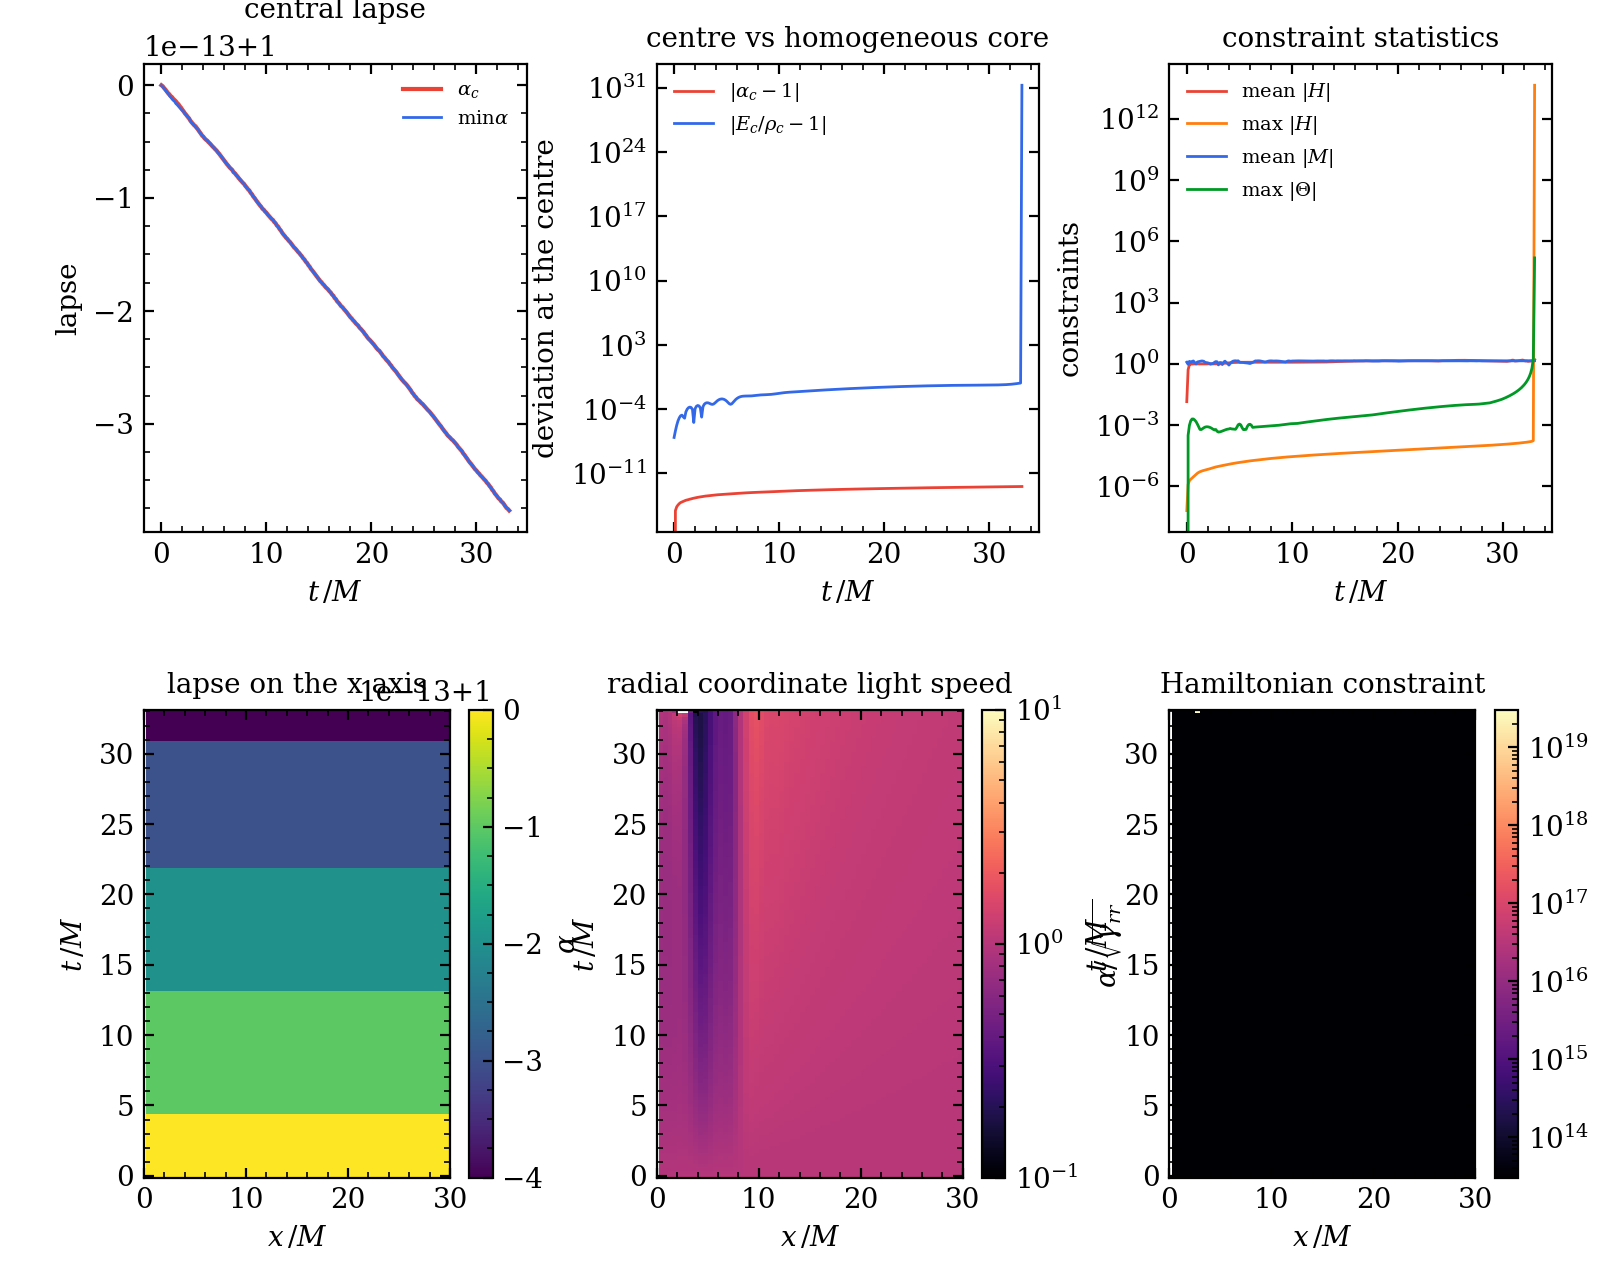 central lapse
1e−13+1
0
−1
−2
−3
lapse
α_c
minα
0 10 20 30
t/M
centre vs homogeneous core
10^31
10^24
10^17
10^10
10^3
10^−4
10^−11
deviation at the centre
|α_c − 1|
|E_c/ρ_c − 1|
0 10 20 30
t/M
constraint statistics
10^12
10^9
10^6
10^3
10^0
10^−3
10^−6
constraints
mean |H|
max |H|
mean |M|
max |Θ|
0 10 20 30
t/M
lapse on the x axis
1e−13+1
30
25
20
15
10
5
0
t/M
0 10 20 30
x/M
0
−1
−2
−3
−4
α
radial coordinate light speed
30
25
20
15
10
5
0
t/M
0 10 20 30
x/M
10^1
10^0
10^−1
α/√γ_rr
Hamiltonian constraint
30
25
20
15
10
5
0
t/M
0 10 20 30
x/M
10^19
10^18
10^17
10^16
10^15
10^14